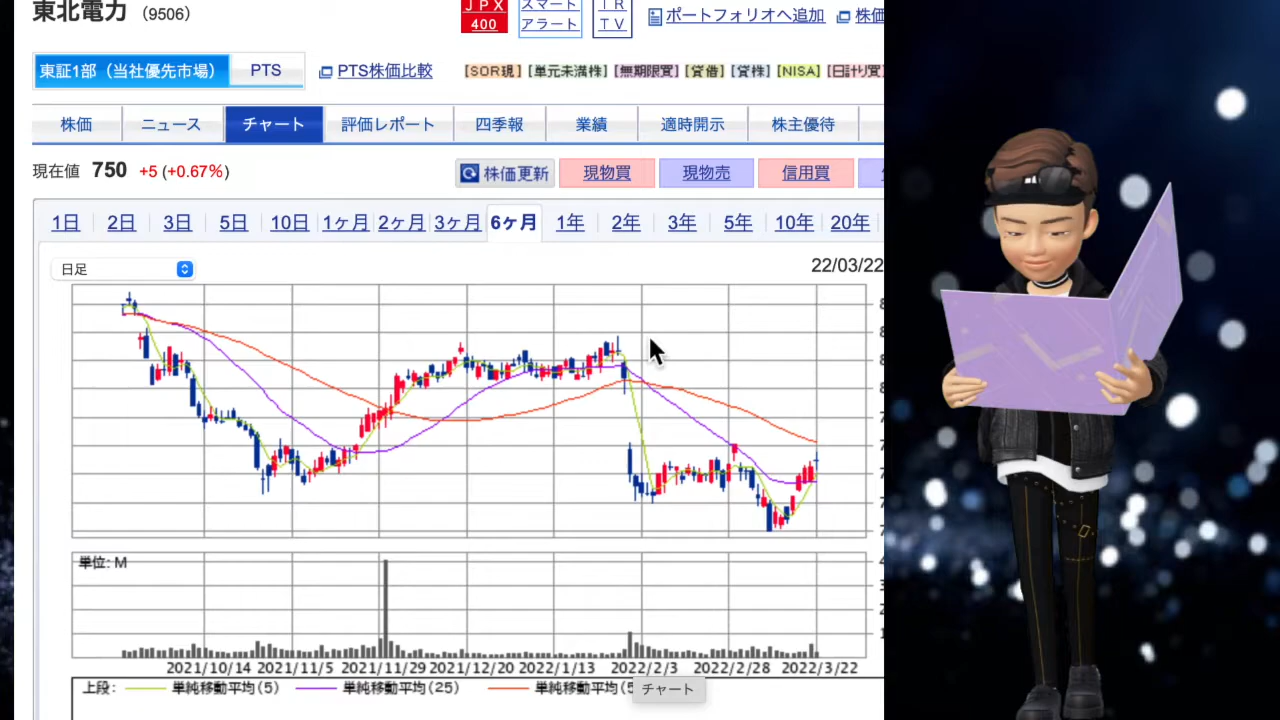 東北電力 (9506)
JPX 400
スマート アラート
TR TV
ポートフォリオへ追加
株価
東証1部（当社優先市場） PTS PTS株価比較 [SOR現] [単元未満株] [無期限買] [貸借] [貸株] [NISA] [日計り買
株価 ニュース チャート 評価レポート 四季報 業績 適時開示 株主優待
現在値 750 +5 (+0.67%) 株価更新 現物買 現物売 信用買
1日 2日 3日 5日 10日 1ヶ月 2ヶ月 3ヶ月 6ヶ月 1年 2年 3年 5年 10年 20年
日足 22/03/22
単位: M
2021/10/14 2021/11/5 2021/11/29 2021/12/20 2022/1/13 2022/2/3 2022/2/28 2022/3/22
上段: 単純移動平均(5) 単純移動平均(25) 単純移動平均(5
チャート